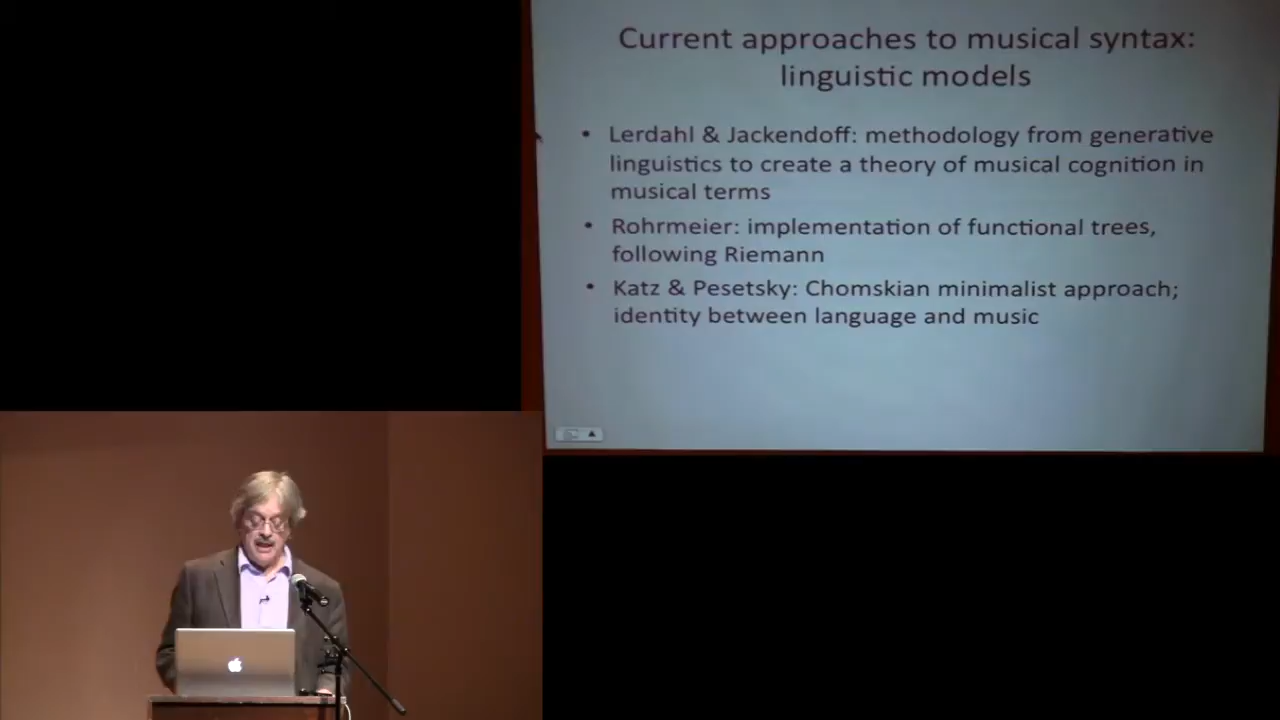 Current approaches to musical syntax:
linguistic models
• Lerdahl & Jackendoff: methodology from generative
linguistics to create a theory of musical cognition in
musical terms
• Rohrmeier: implementation of functional trees,
following Riemann
• Katz & Pesetsky: Chomskian minimalist approach;
identity between language and music